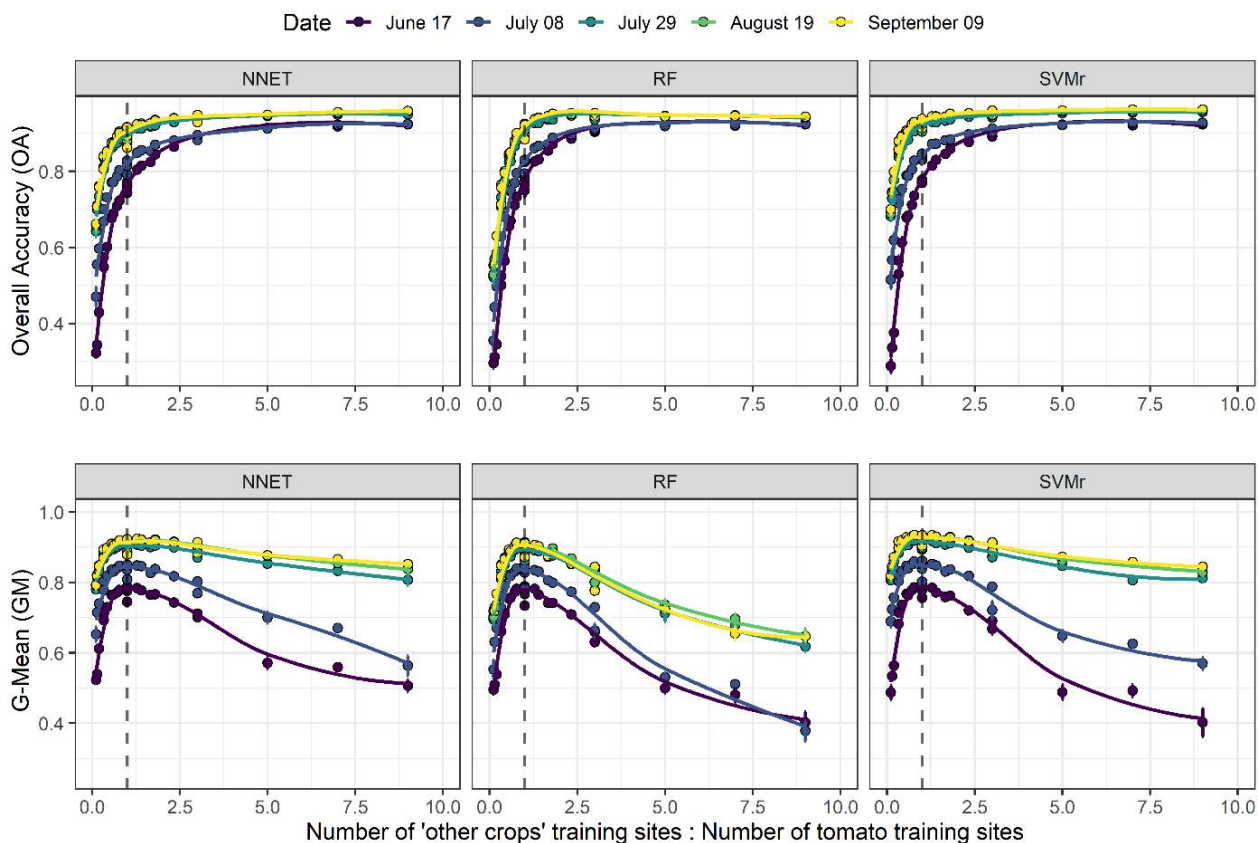 Date June 17 July 08 July 29 August 19 September 09
NNET RF SVMr
Overall Accuracy (OA)
0.8
0.6
0.4
0.0 2.5 5.0 7.5 10.0 0.0 2.5 5.0 7.5 10.0 0.0 2.5 5.0 7.5 10.0
NNET RF SVMr
G-Mean (GM)
1.0
0.8
0.6
0.4
0.0 2.5 5.0 7.5 10.0 0.0 2.5 5.0 7.5 10.0 0.0 2.5 5.0 7.5 10.0
Number of 'other crops' training sites : Number of tomato training sites